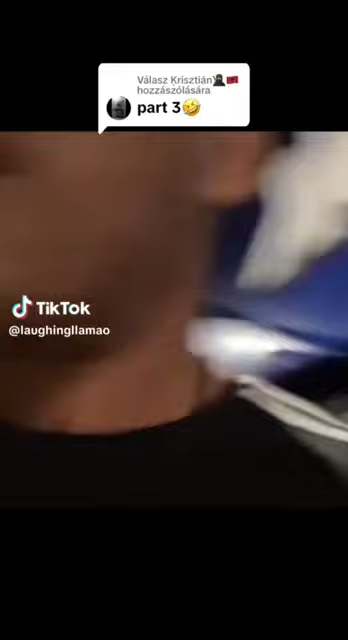 Válasz Krisztián🥷🏿🇦🇱
hozzászólására
part 3🤣
TikTok
@laughingllamao